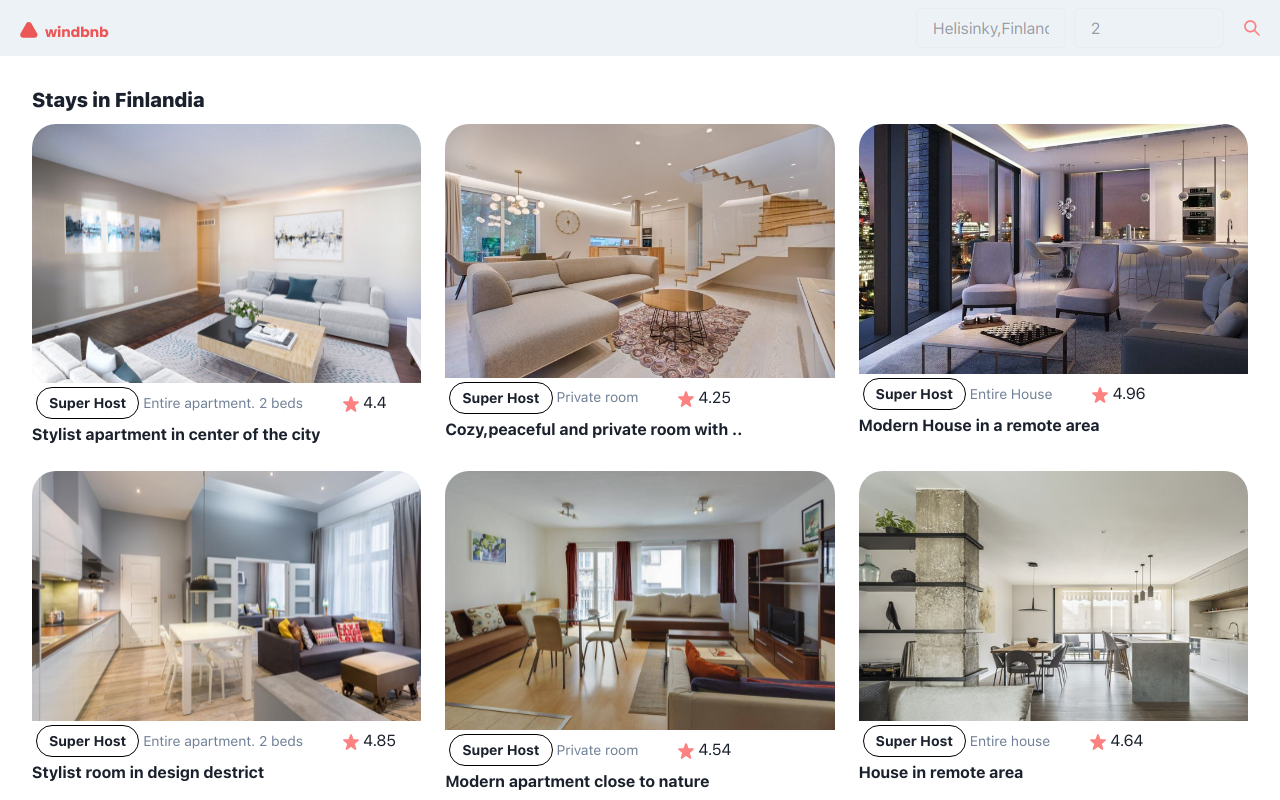 windbnb
Helisinky,Finland
2
Stays in Finlandia
Super Host Entire apartment. 2 beds 4.4
Stylist apartment in center of the city
Super Host Private room 4.25
Cozy,peaceful and private room with ..
Super Host Entire House 4.96
Modern House in a remote area
Super Host Entire apartment. 2 beds 4.85
Stylist room in design destrict
Super Host Private room 4.54
Modern apartment close to nature
Super Host Entire house 4.64
House in remote area